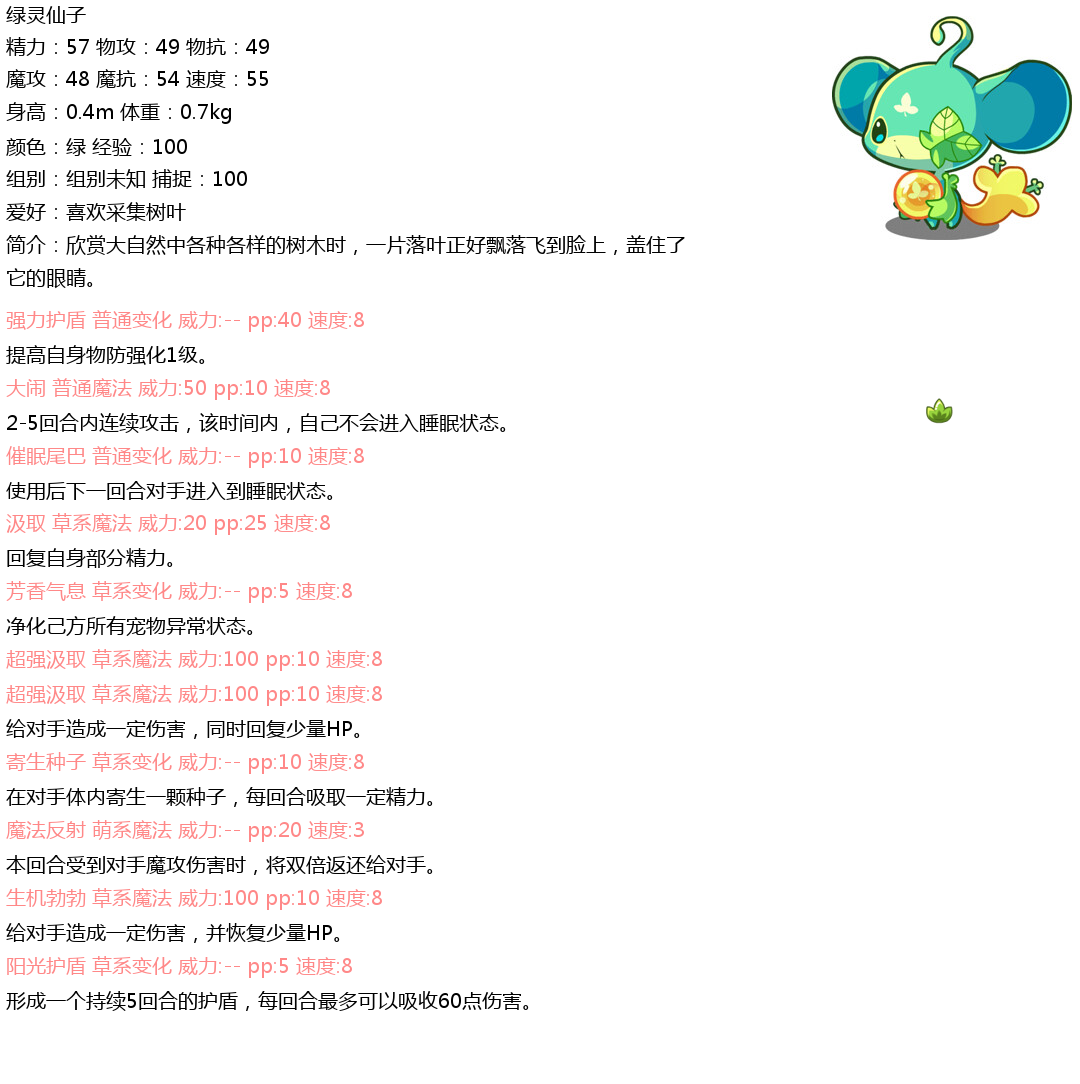 绿灵仙子
精力：57 物攻：49 物抗：49
魔攻：48 魔抗：54 速度：55
身高：0.4m 体重：0.7kg
颜色：绿 经验：100
组别：组别未知 捕捉：100
爱好：喜欢采集树叶
简介：欣赏大自然中各种各样的树木时，一片落叶正好飘落飞到脸上，盖住了
它的眼睛。
强力护盾 普通变化 威力:-- pp:40 速度:8
提高自身物防强化1级。
大闹 普通魔法 威力:50 pp:10 速度:8
2-5回合内连续攻击，该时间内，自己不会进入睡眠状态。
催眠尾巴 普通变化 威力:-- pp:10 速度:8
使用后下一回合对手进入到睡眠状态。
汲取 草系魔法 威力:20 pp:25 速度:8
回复自身部分精力。
芳香气息 草系变化 威力:-- pp:5 速度:8
净化己方所有宠物异常状态。
超强汲取 草系魔法 威力:100 pp:10 速度:8
超强汲取 草系魔法 威力:100 pp:10 速度:8
给对手造成一定伤害，同时回复少量HP。
寄生种子 草系变化 威力:-- pp:10 速度:8
在对手体内寄生一颗种子，每回合吸取一定精力。
魔法反射 萌系魔法 威力:-- pp:20 速度:3
本回合受到对手魔攻伤害时，将双倍返还给对手。
生机勃勃 草系魔法 威力:100 pp:10 速度:8
给对手造成一定伤害，并恢复少量HP。
阳光护盾 草系变化 威力:-- pp:5 速度:8
形成一个持续5回合的护盾，每回合最多可以吸收60点伤害。